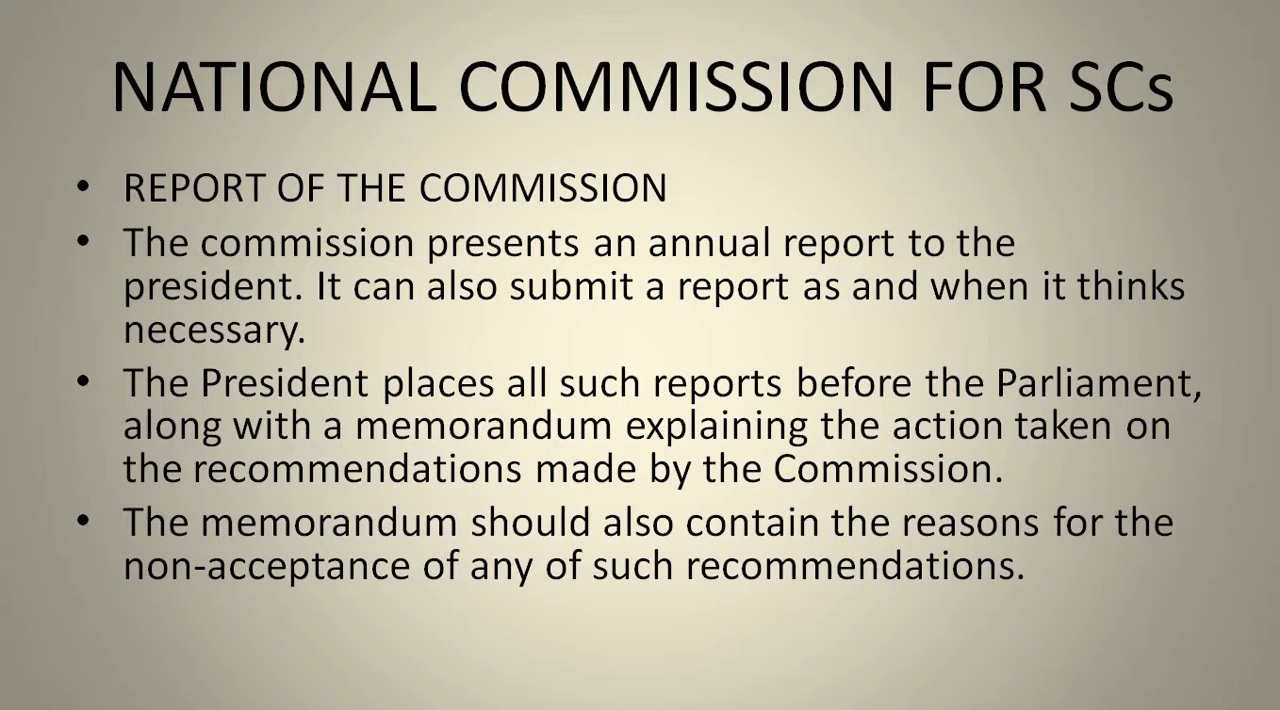 NATIONAL COMMISSION FOR SCs
• REPORT OF THE COMMISSION
• The commission presents an annual report to the
president. It can also submit a report as and when it thinks
necessary.
• The President places all such reports before the Parliament,
along with a memorandum explaining the action taken on
the recommendations made by the Commission.
• The memorandum should also contain the reasons for the
non-acceptance of any of such recommendations.